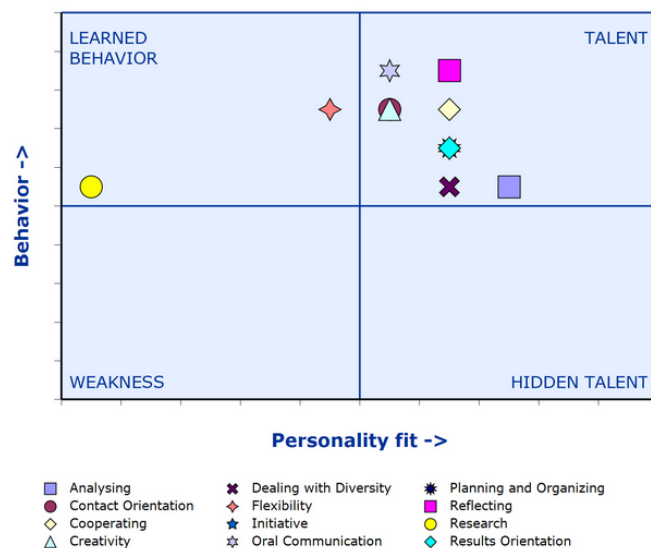 LEARNED
BEHAVIOR
TALENT
Behavior ->
WEAKNESS
HIDDEN TALENT
Personality fit ->
Analysing
Dealing with Diversity
Planning and Organizing
Contact Orientation
Flexibility
Reflecting
Cooperating
Initiative
Research
Creativity
Oral Communication
Results Orientation